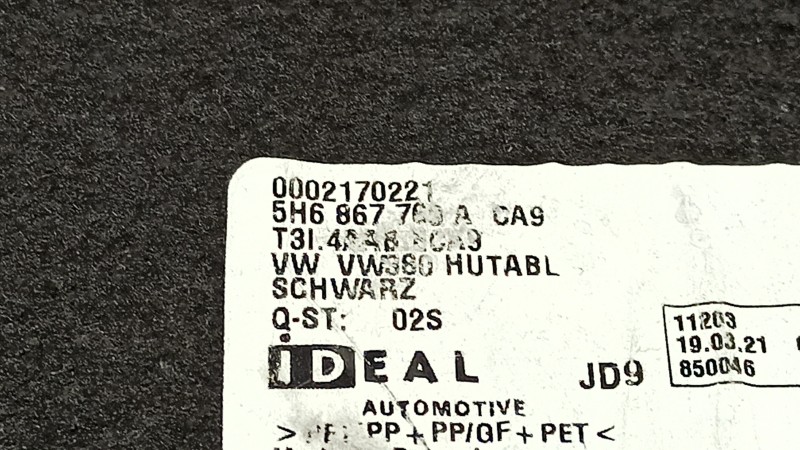 0002170221
5H6 867 769 A CA9
VW VW380 HUTABL
SCHWARZ
Q-ST: 02S
11203
19.03.21
850046
iDEAL
JD9
AUTOMOTIVE
PP + PP/GF + PET <